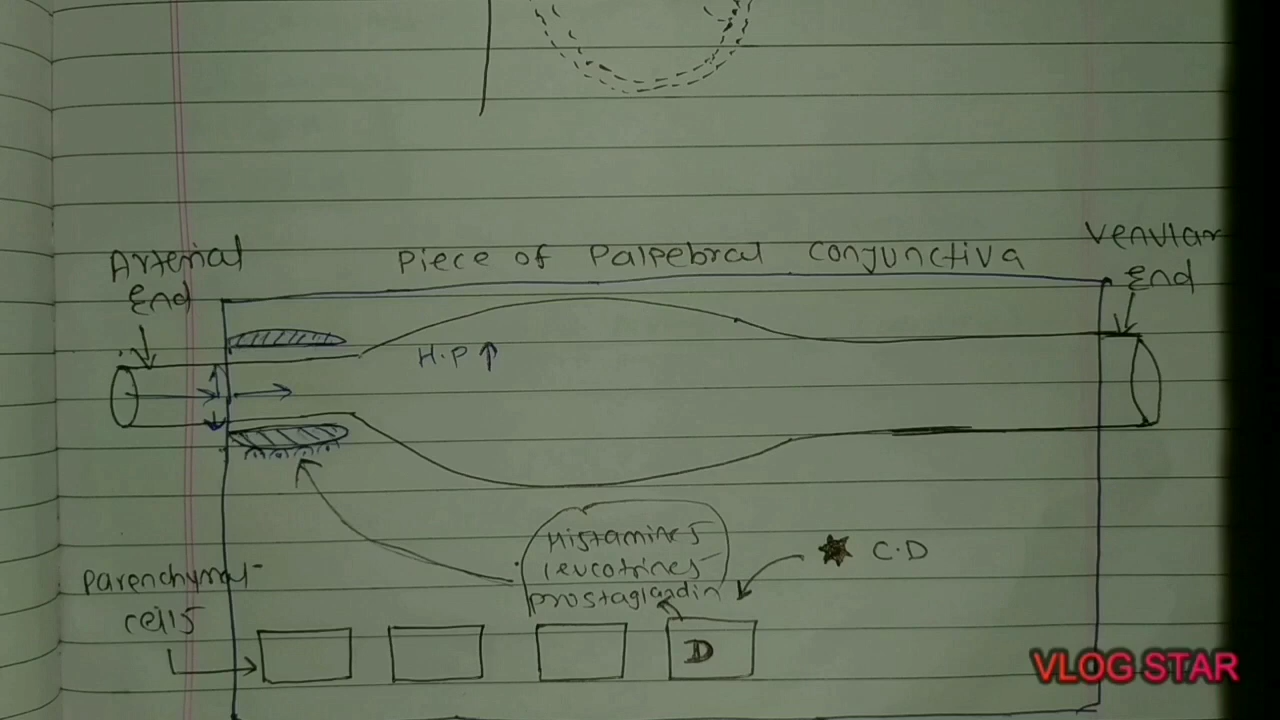 Arterial
End
Piece of Palpebral Conjunctiva
Venular
End
H.P ↑
Histamines
leucotrines
prostaglandin
C.D
Parenchymal
cells
D
VLOG STAR